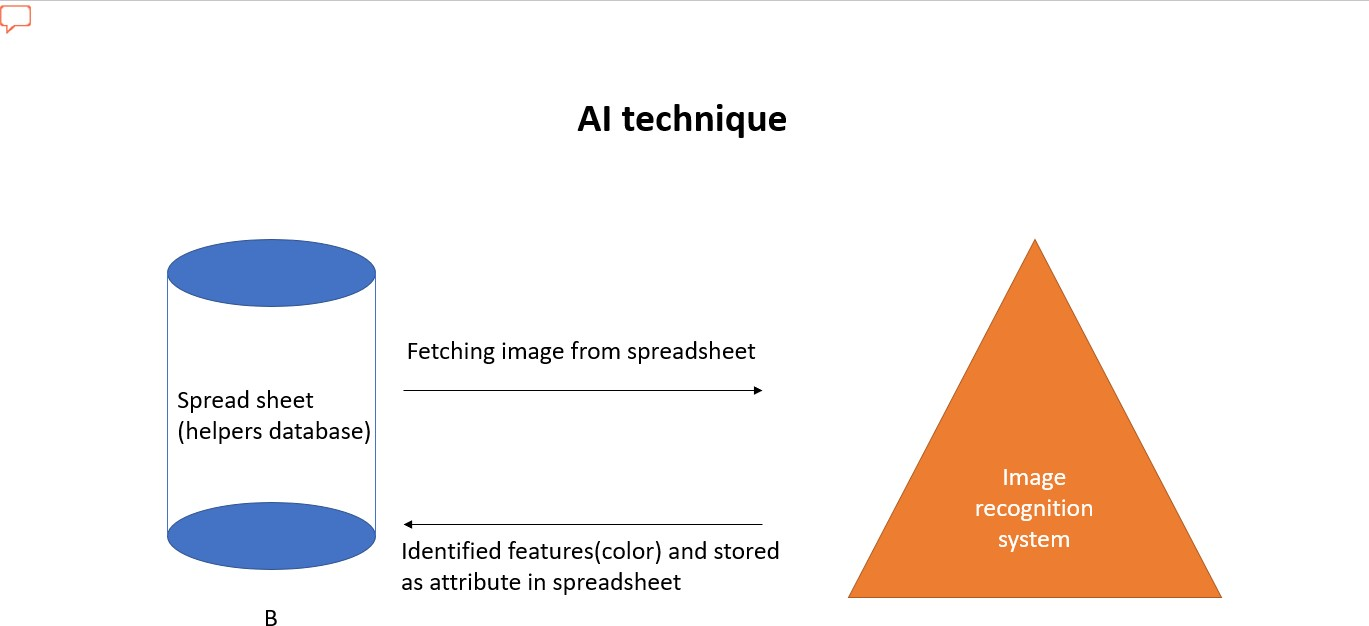 AI technique
Fetching image from spreadsheet
Spread sheet
(helpers database)
Image
recognition
system
Identified features(color) and stored
as attribute in spreadsheet
B